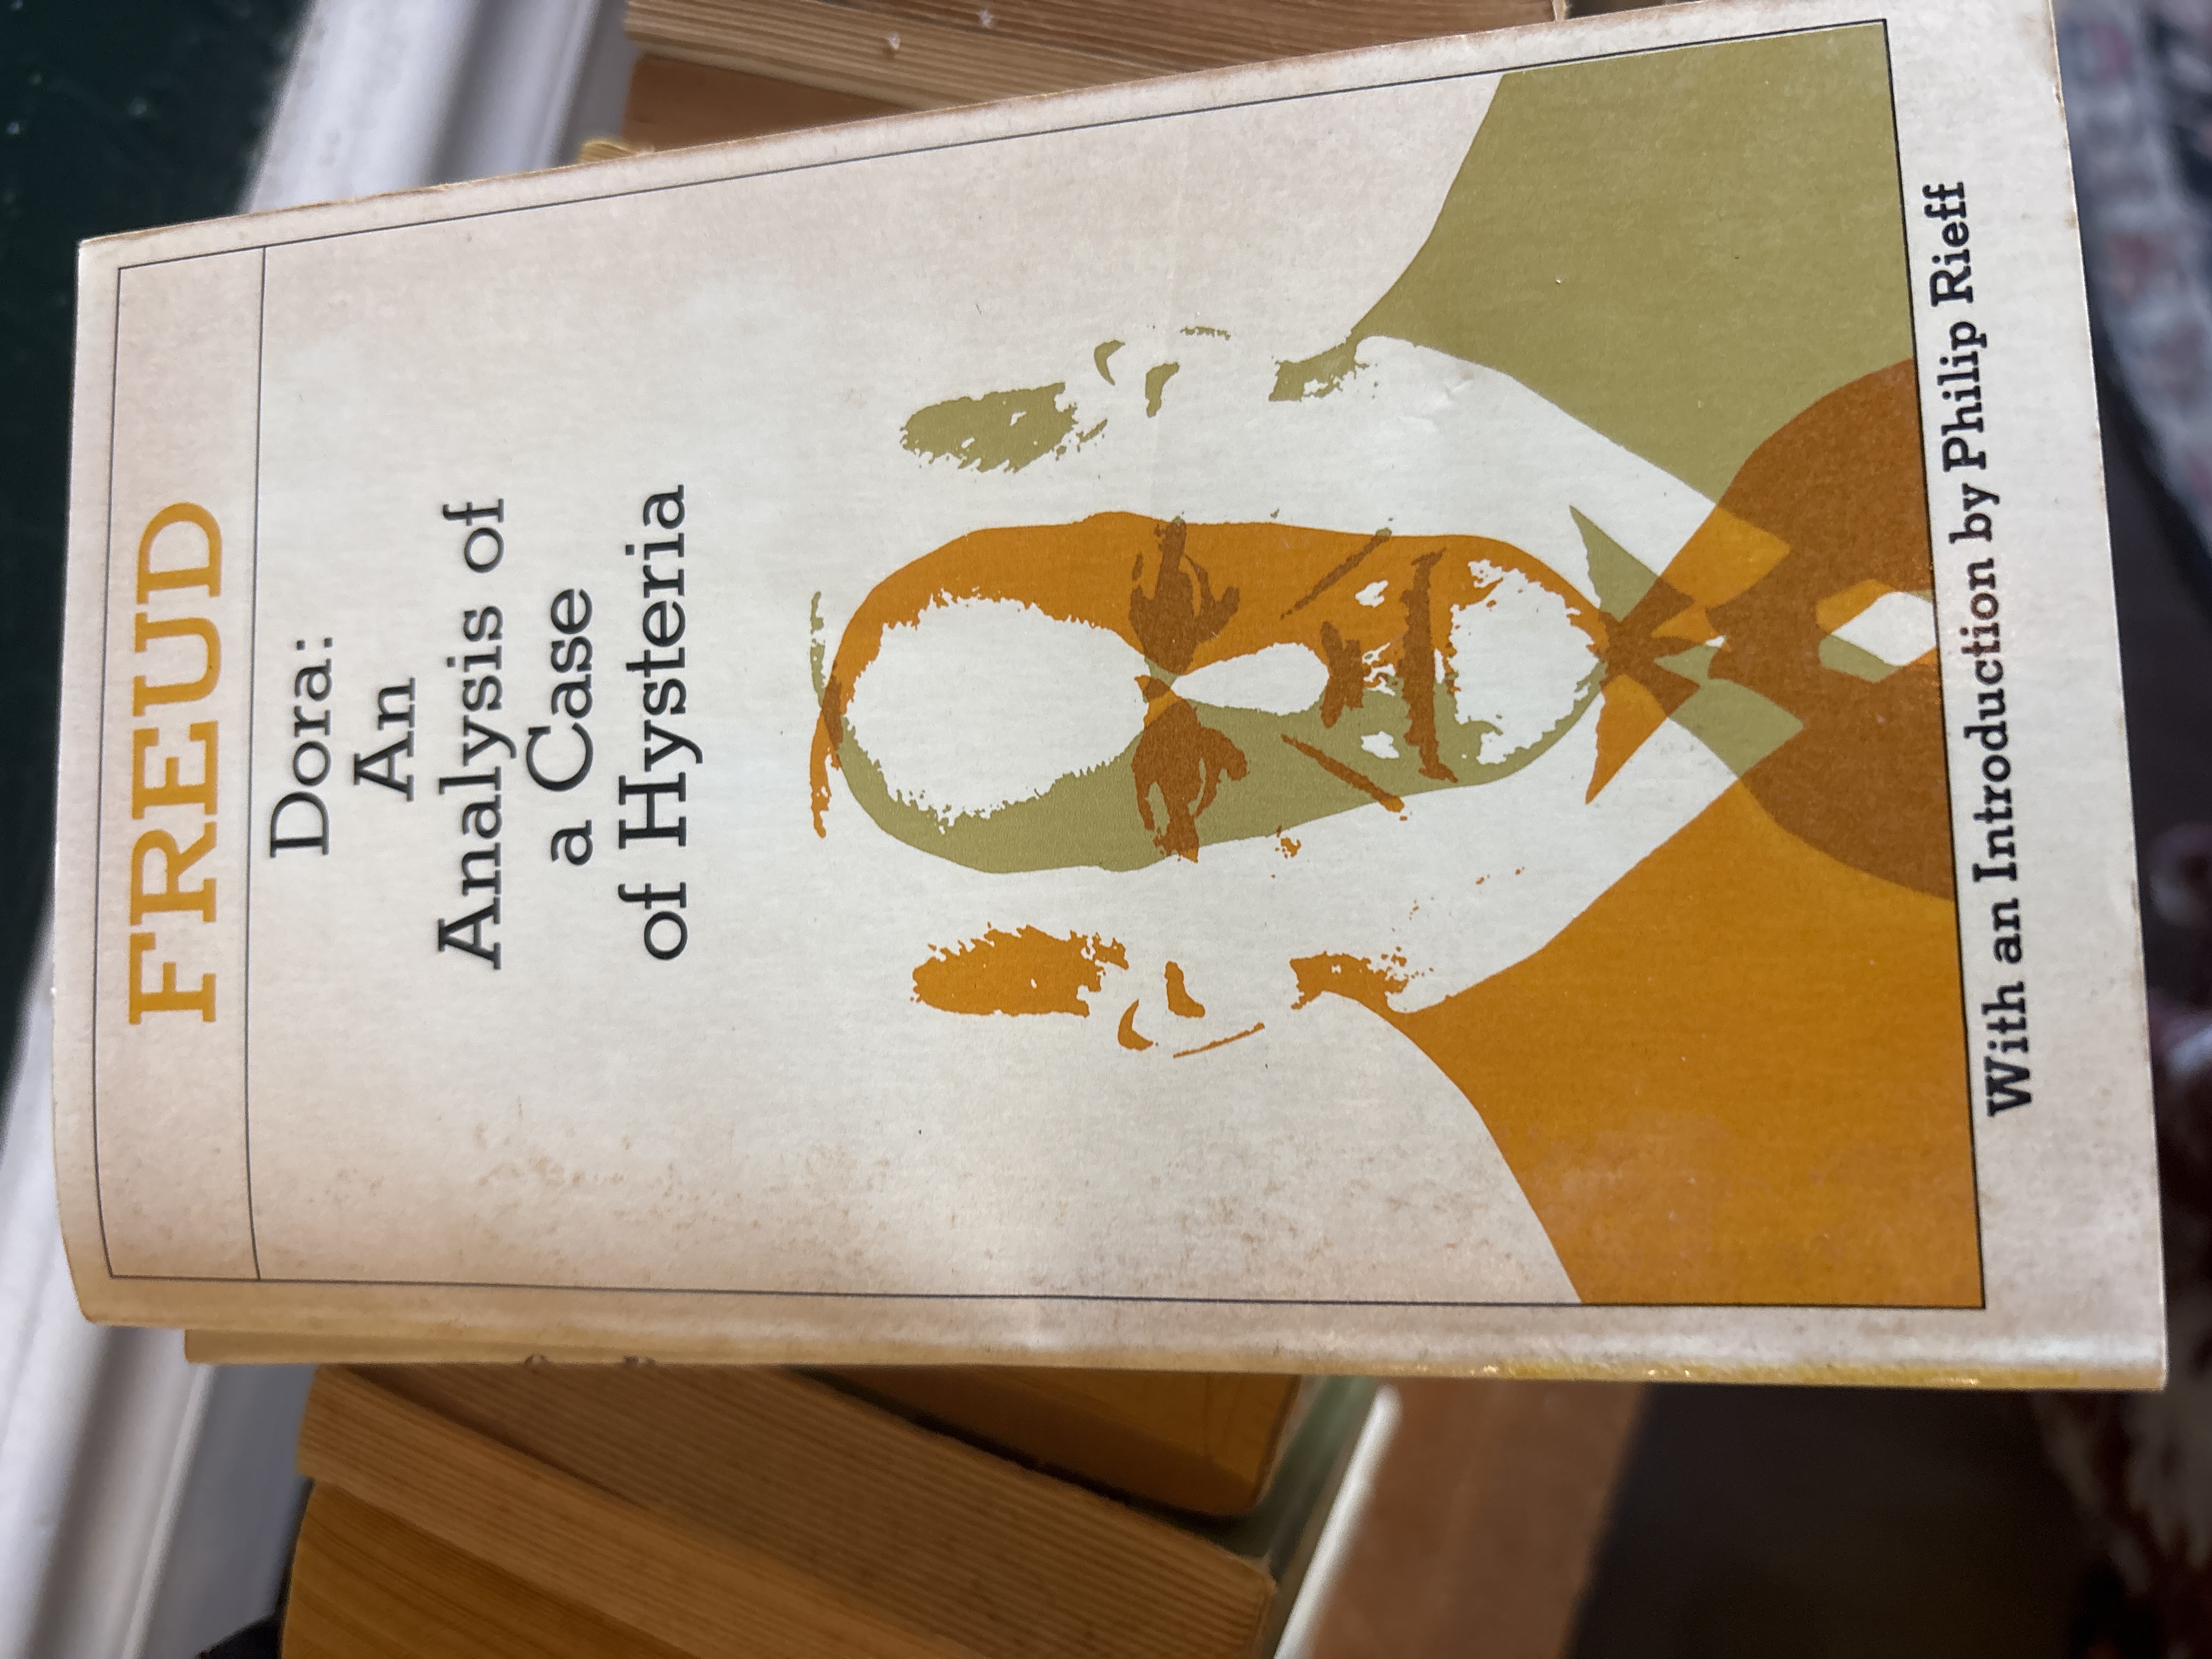 FREUD
Dora:
An
Analysis of
a Case
of Hysteria
With an Introduction by Philip Rieff